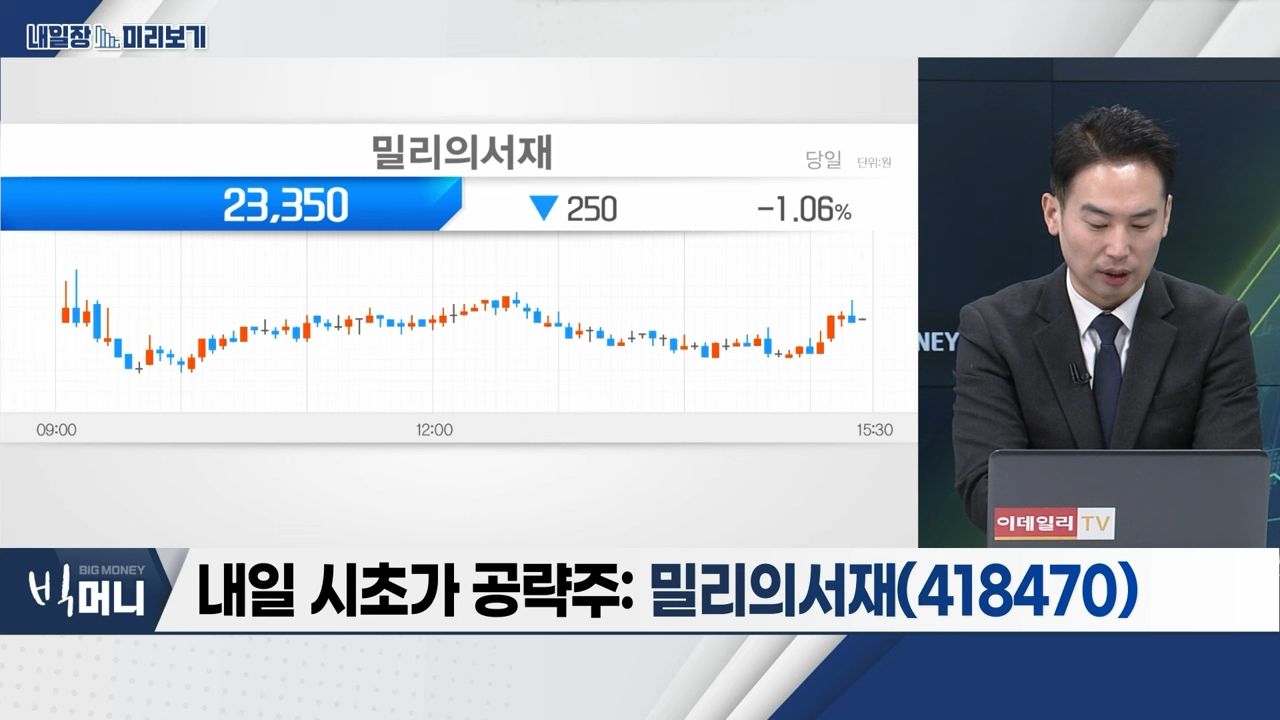 내일장 미리보기
밀리의서재
당일 단위:원
23,350 ▼250 -1.06%
NEY
09:00 12:00 15:30
이데일리TV
BIG MONEY
빅머니
내일 시초가 공략주: 밀리의서재(418470)